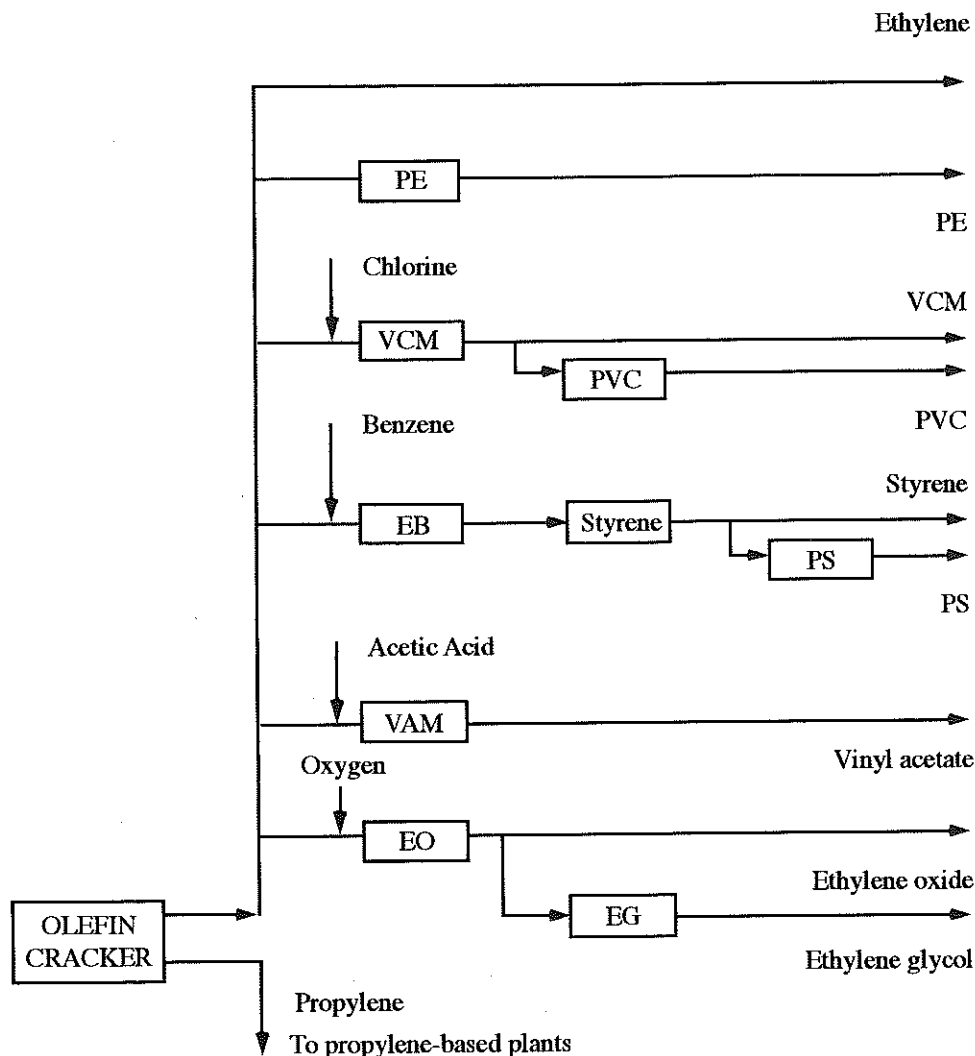 Ethylene
PE
PE
Chlorine
VCM
VCM
PVC
PVC
Benzene
Styrene
EB
Styrene
PS
PS
Acetic Acid
VAM
Vinyl acetate
Oxygen
EO
Ethylene oxide
EG
OLEFIN
CRACKER
Ethylene glycol
Propylene
To propylene-based plants